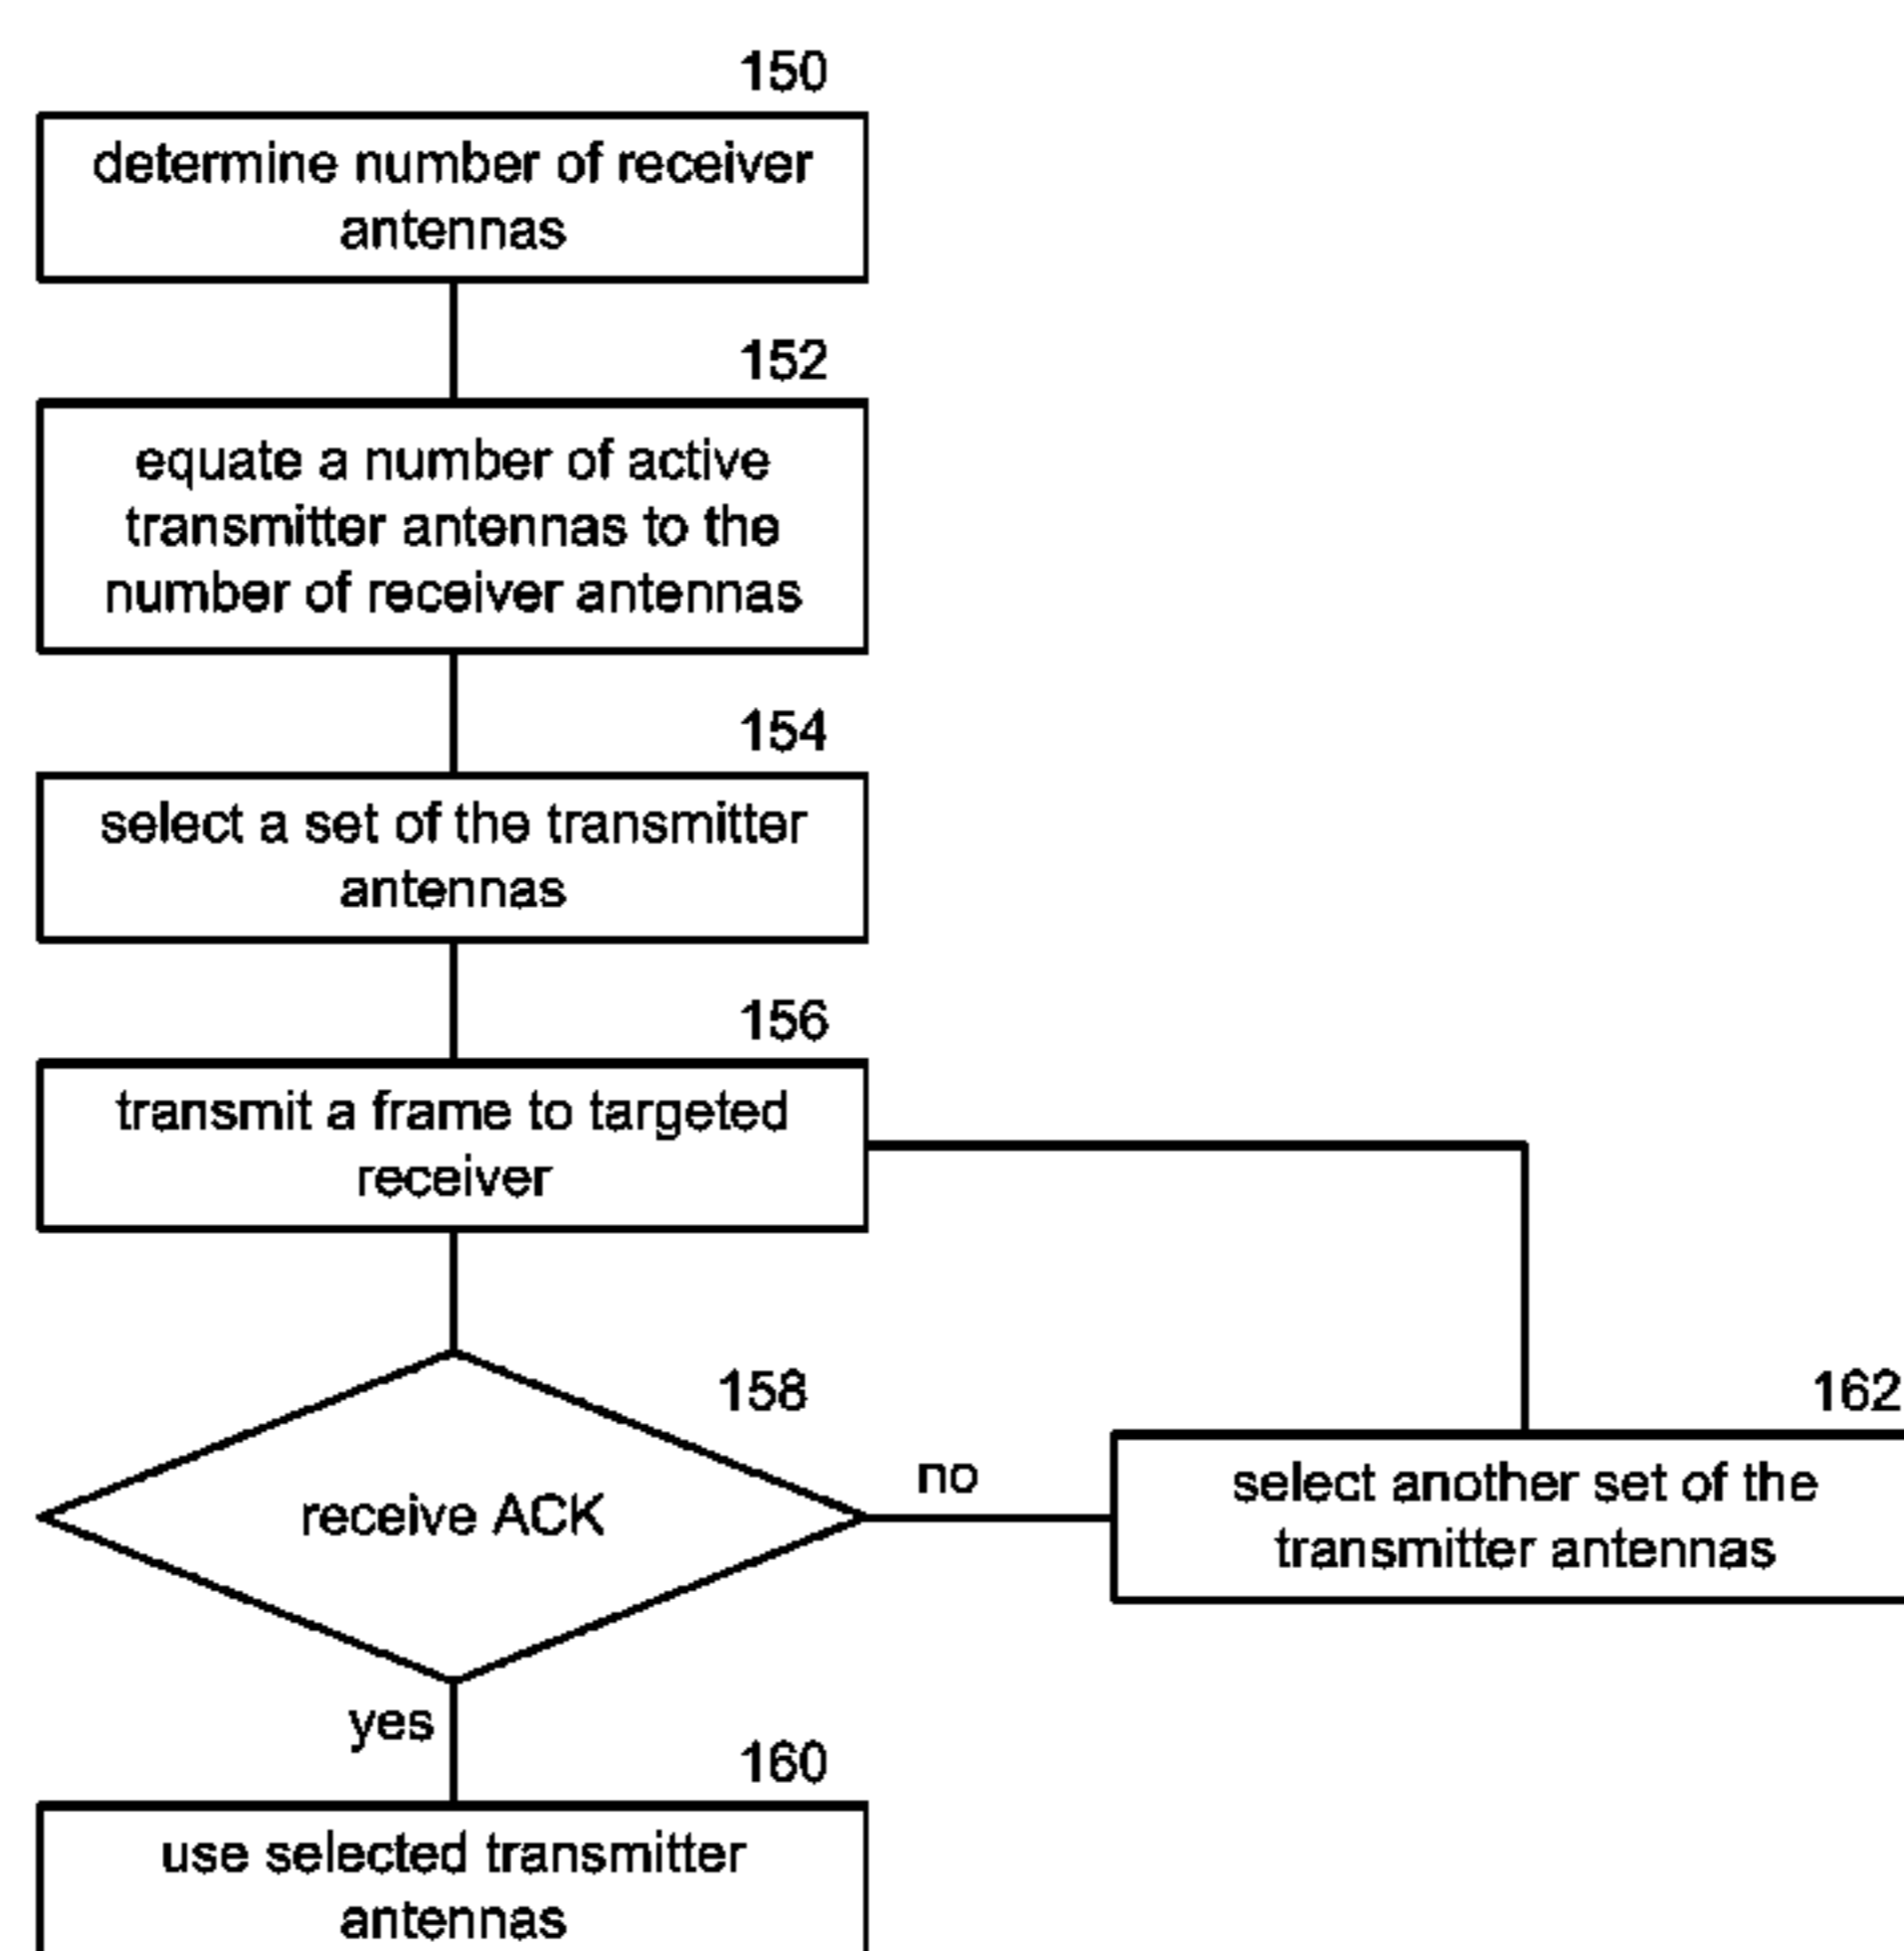 150
determine number of receiver
antennas
152
equate a number of active
transmitter antennas to the
number of receiver antennas
154
select a set of the transmitter
antennas
156
transmit a frame to targeted
receiver
158
receive ACK
no
162
select another set of the
transmitter antennas
yes
160
use selected transmitter
antennas